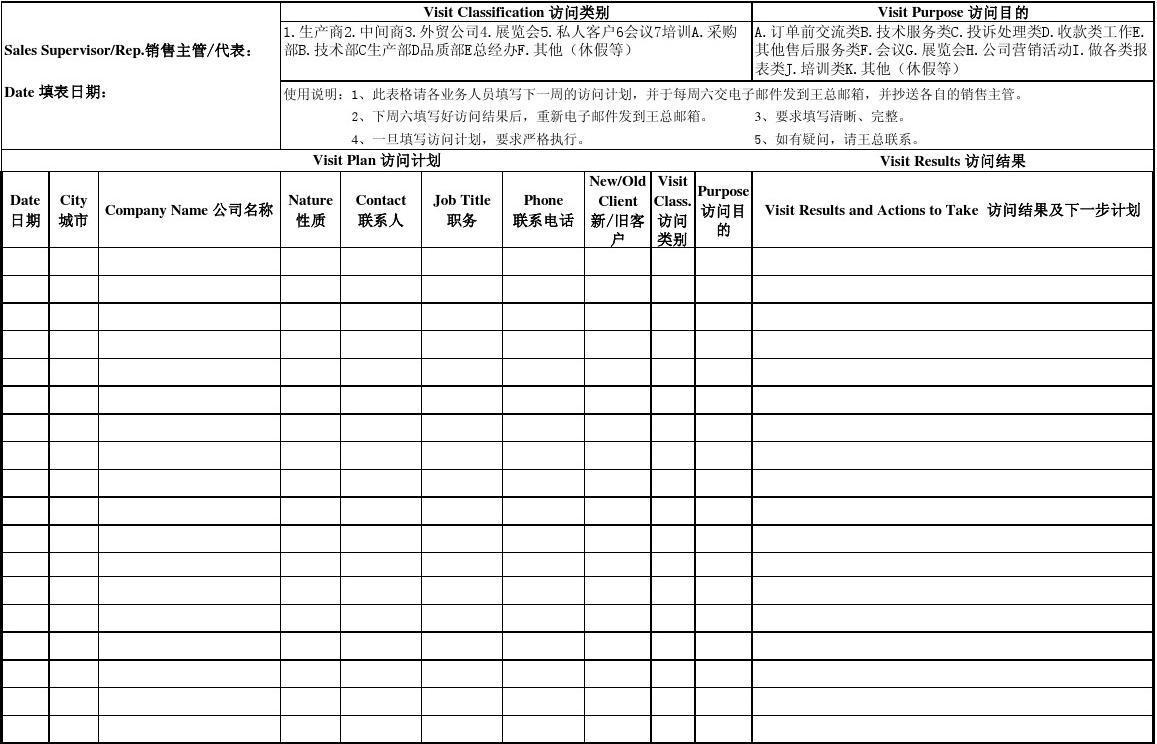 Visit Classification 访问类别
Visit Purpose 访问目的
Sales Supervisor/Rep.销售主管/代表:
Date 填表日期:
1.生产商2.中间商3.外贸公司4.展览会5.私人客户6会议7培训A.采购
部B.技术部C生产部D品质部E总经办F.其他（休假等）
A.订单前交流类B.技术服务类C.投诉处理类D.收款类工作E.
其他售后服务类F.会议G.展览会H.公司营销活动I.做各类报
表类J.培训类K.其他（休假等）
使用说明: 1、此表格请各业务人员填写下一周的访问计划，并于每周六交电子邮件发到王总邮箱，并抄送各自的销售主管。
2、下周六填写好访问结果后，重新电子邮件发到王总邮箱。 3、要求填写清晰、完整。
4、一旦填写访问计划，要求严格执行。 5、如有疑问，请王总联系。
Visit Plan 访问计划
Visit Results 访问结果
Date
日期
City
城市
Company Name 公司名称
Nature
性质
Contact
联系人
Job Title
职务
Phone
联系电话
New/Old
Client
新/旧客
户
Visit
Class.
访问
类别
Purpose
访问目
的
Visit Results and Actions to Take 访问结果及下一步计划